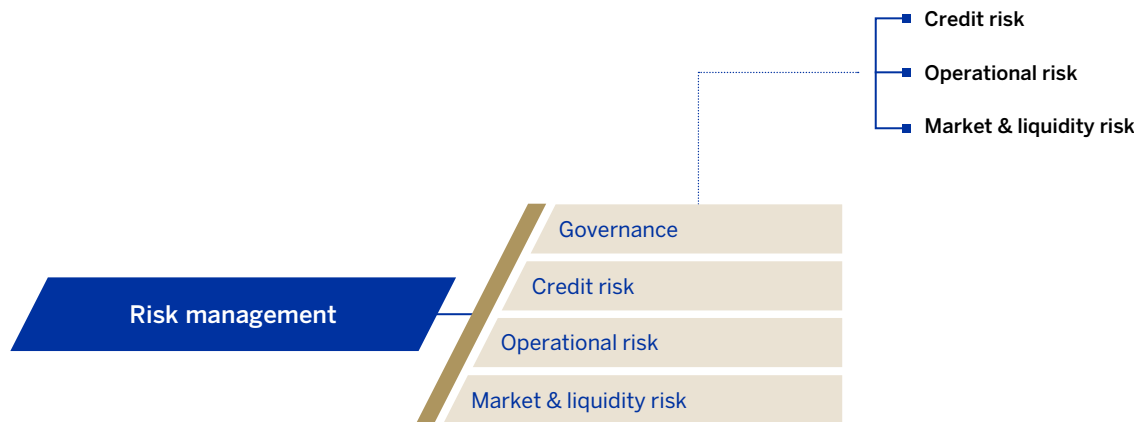 Credit risk
Operational risk
Market & liquidity risk
Governance
Credit risk
Risk management
Operational risk
Market & liquidity risk